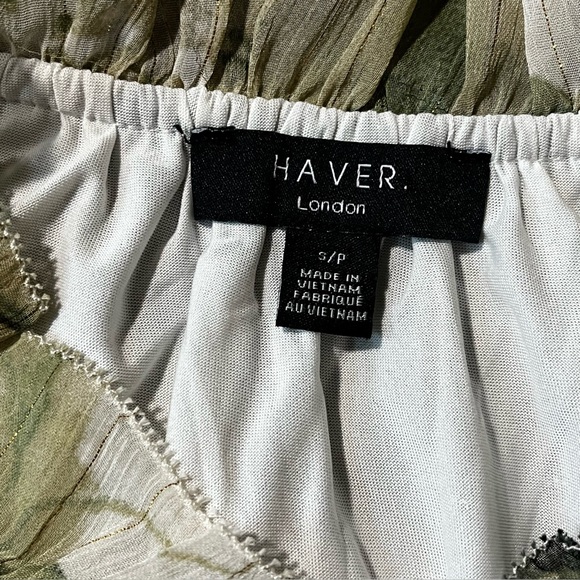 HAVER.
London
S/P
MADE IN
VIETNAM
FABRIQUÉ
AU VIETNAM